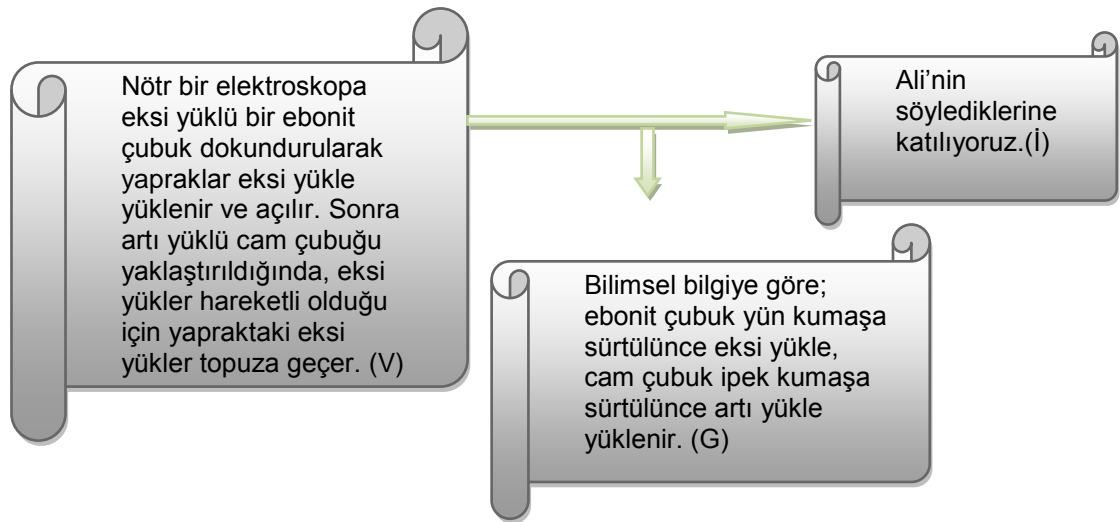 Nötr bir elektroskopa
eksi yüklü bir ebonit
çubuk dokundurularak
yapraklar eksi yükle
yüklenir ve açılır. Sonra
artı yüklü cam çubuğu
yaklaştırıldığında, eksi
yükler hareketli olduğu
için yapraktaki eksi
yükler topuza geçer. (V)
Ali’nin
söylediklerine
katılıyoruz.(İ)
Bilimsel bilgiye göre;
ebonit çubuk yün kumaşa
sürtülünce eksi yükle,
cam çubuk ipek kumaşa
sürtülünce artı yükle
yüklenir. (G)